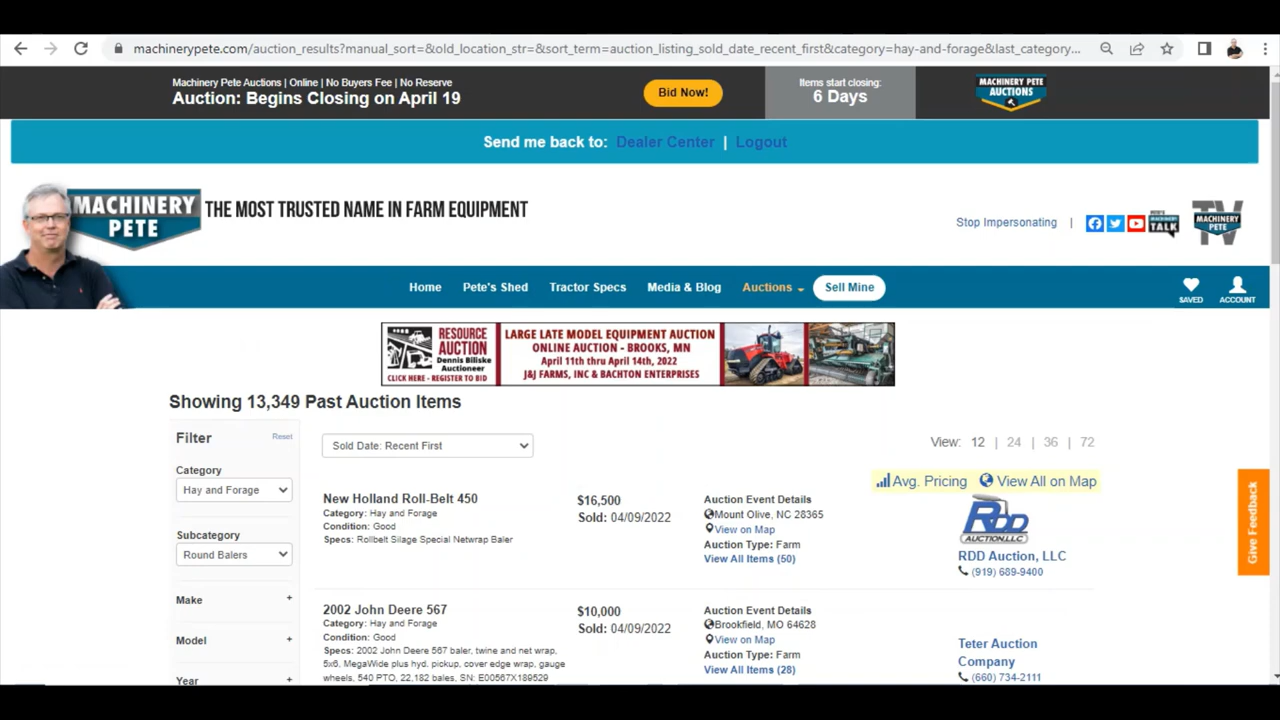 machinerypete.com/auction_results?manual_sort=&old_location_str=&sort_term=auction_listing_sold_date_recent_first&category=hay-and-forage&last_category...
Machinery Pete Auctions | Online | No Buyers Fee | No Reserve
Auction: Begins Closing on April 19
Bid Now!
Items start closing:
6 Days
MACHINERY PETE
AUCTIONS
Send me back to: Dealer Center | Logout
MACHINERY
PETE
THE MOST TRUSTED NAME IN FARM EQUIPMENT
Stop Impersonating |
MACHINERY
TALK
TV
MACHINERY
PETE
Home Pete's Shed Tractor Specs Media & Blog Auctions Sell Mine
SAVED ACCOUNT
RESOURCE
AUCTION
Dennis Biliske
Auctioneer
CLICK HERE - REGISTER TO BID
LARGE LATE MODEL EQUIPMENT AUCTION
ONLINE AUCTION - BROOKS, MN
April 11th thru April 14th, 2022
J&J FARMS, INC & BACHTON ENTERPRISES
Showing 13,349 Past Auction Items
Filter Reset
Sold Date: Recent First
View: 12 | 24 | 36 | 72
Category
Hay and Forage
Subcategory
Round Balers
Make +
Model +
Year +
Avg. Pricing View All on Map
New Holland Roll-Belt 450
Category: Hay and Forage
Condition: Good
Specs: Rollbelt Silage Special Netwrap Baler
$16,500
Sold: 04/09/2022
Auction Event Details
Mount Olive, NC 28365
View on Map
Auction Type: Farm
View All Items (50)
RDD
AUCTION,LLC
RDD Auction, LLC
(919) 689-9400
2002 John Deere 567
Category: Hay and Forage
Condition: Good
Specs: 2002 John Deere 567 baler, twine and net wrap,
5x6, MegaWide plus hyd. pickup, cover edge wrap, gauge
wheels, 540 PTO, 22,182 bales, SN: E00567X189529
$10,000
Sold: 04/09/2022
Auction Event Details
Brookfield, MO 64628
View on Map
Auction Type: Farm
View All Items (28)
Teter Auction
Company
(660) 734-2111
Give Feedback